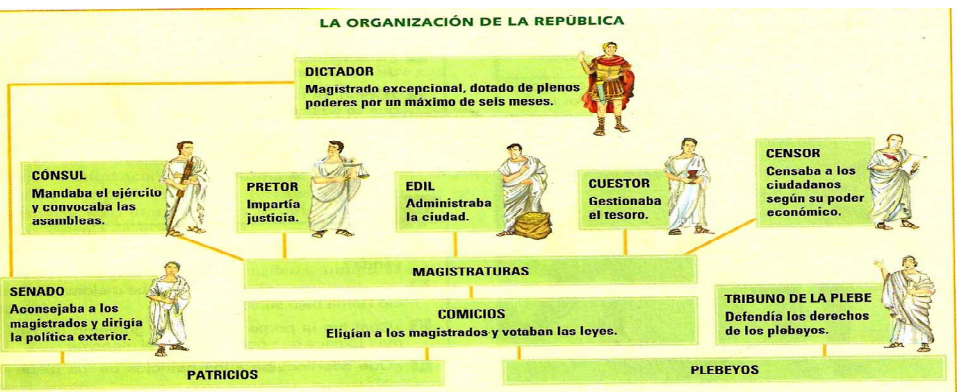 LA ORGANIZACIÓN DE LA REPÚBLICA
DICTADOR
Magistrado excepcional, dotado de plenos
poderes por un máximo de seis meses.
CÓNSUL
Mandaba el ejército
y convocaba las
asambleas.
PRETOR
Impartía
justicia.
EDIL
Administraba
la ciudad.
CUESTOR
Gestionaba
el tesoro.
CENSOR
Censaba a los
ciudadanos
según su poder
económico.
MAGISTRATURAS
SENADO
Aconsejaba a los
magistrados y dirigía
la política exterior.
COMICIOS
Eligían a los magistrados y votaban las leyes.
TRIBUNO DE LA PLEBE
Defendía los derechos
de los plebeyos.
PATRICIOS
PLEBEYOS